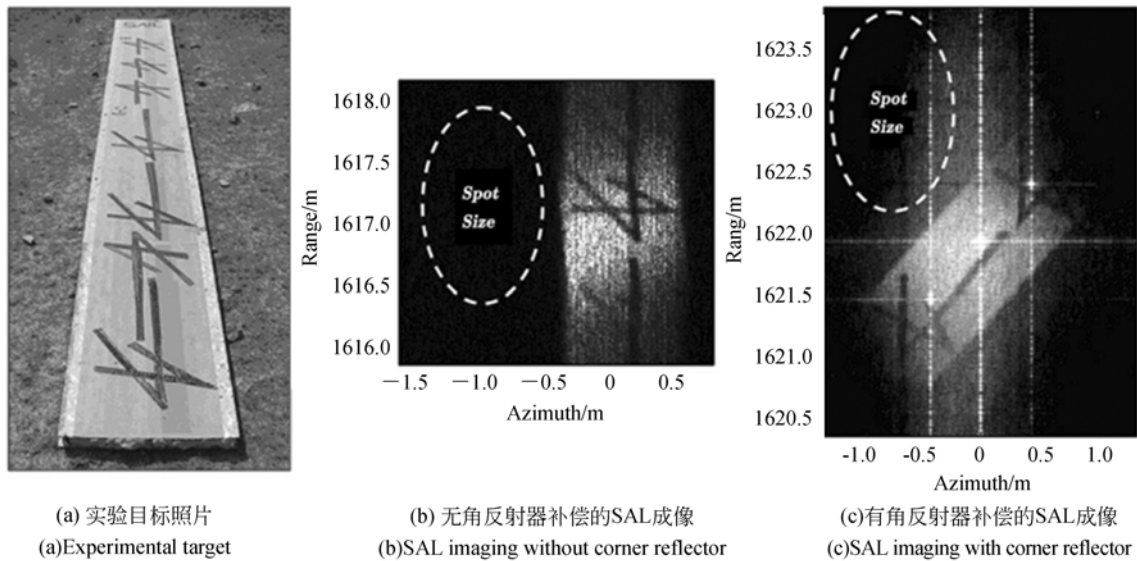 SAIL
1618.0
1617.5
1617.0
1616.5
1616.0
Range/m
Spot
Size
-1.5 -1.0 -0.5 0 0.5
Azimuth/m
1623.5
1623.0
1622.5
1622.0
1621.5
1621.0
1620.5
Rang/m
Spot
Size
-1.0 -0.5 0 0.5 1.0
Azimuth/m
(a) 实验目标照片
(a)Experimental target
(b) 无角反射器补偿的SAL成像
(b)SAL imaging without corner reflector
(c)有角反射器补偿的SAL成像
(c)SAL imaging with corner reflector